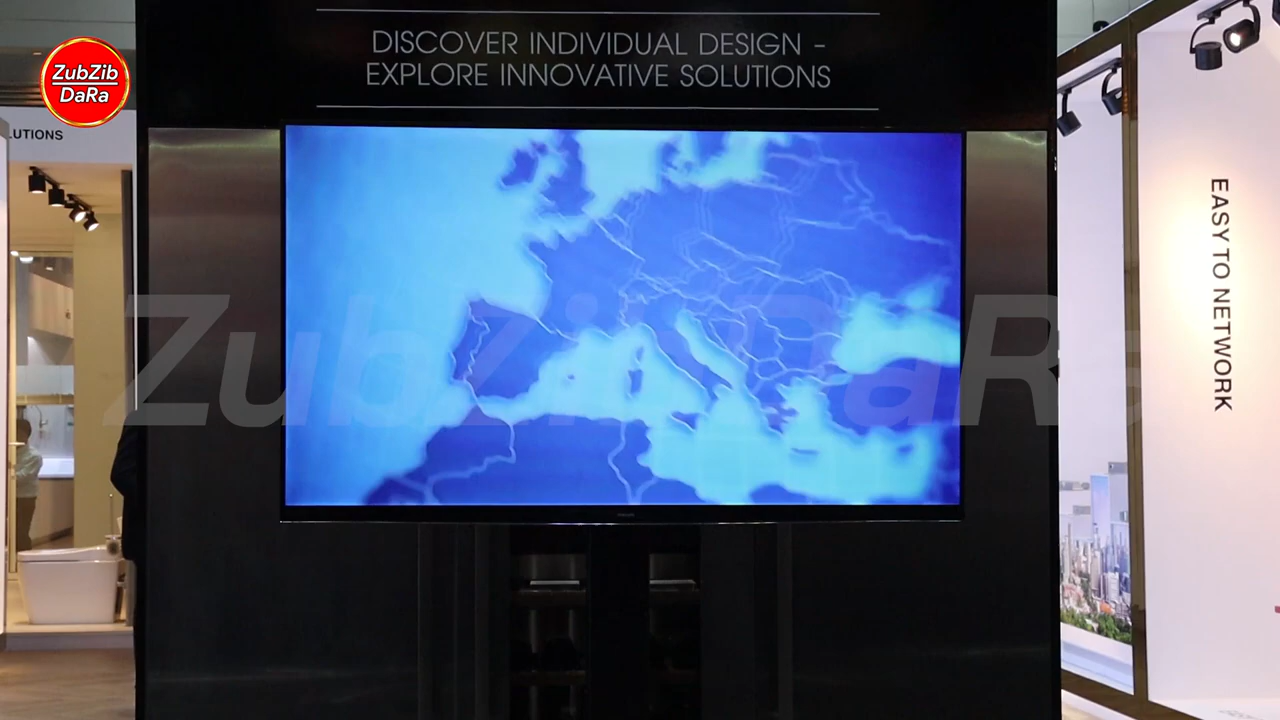 DISCOVER INDIVIDUAL DESIGN –
EXPLORE INNOVATIVE SOLUTIONS
ZubZib
DaRa
LUTIONS
EASY TO NETWORK
ZubZibDaRa